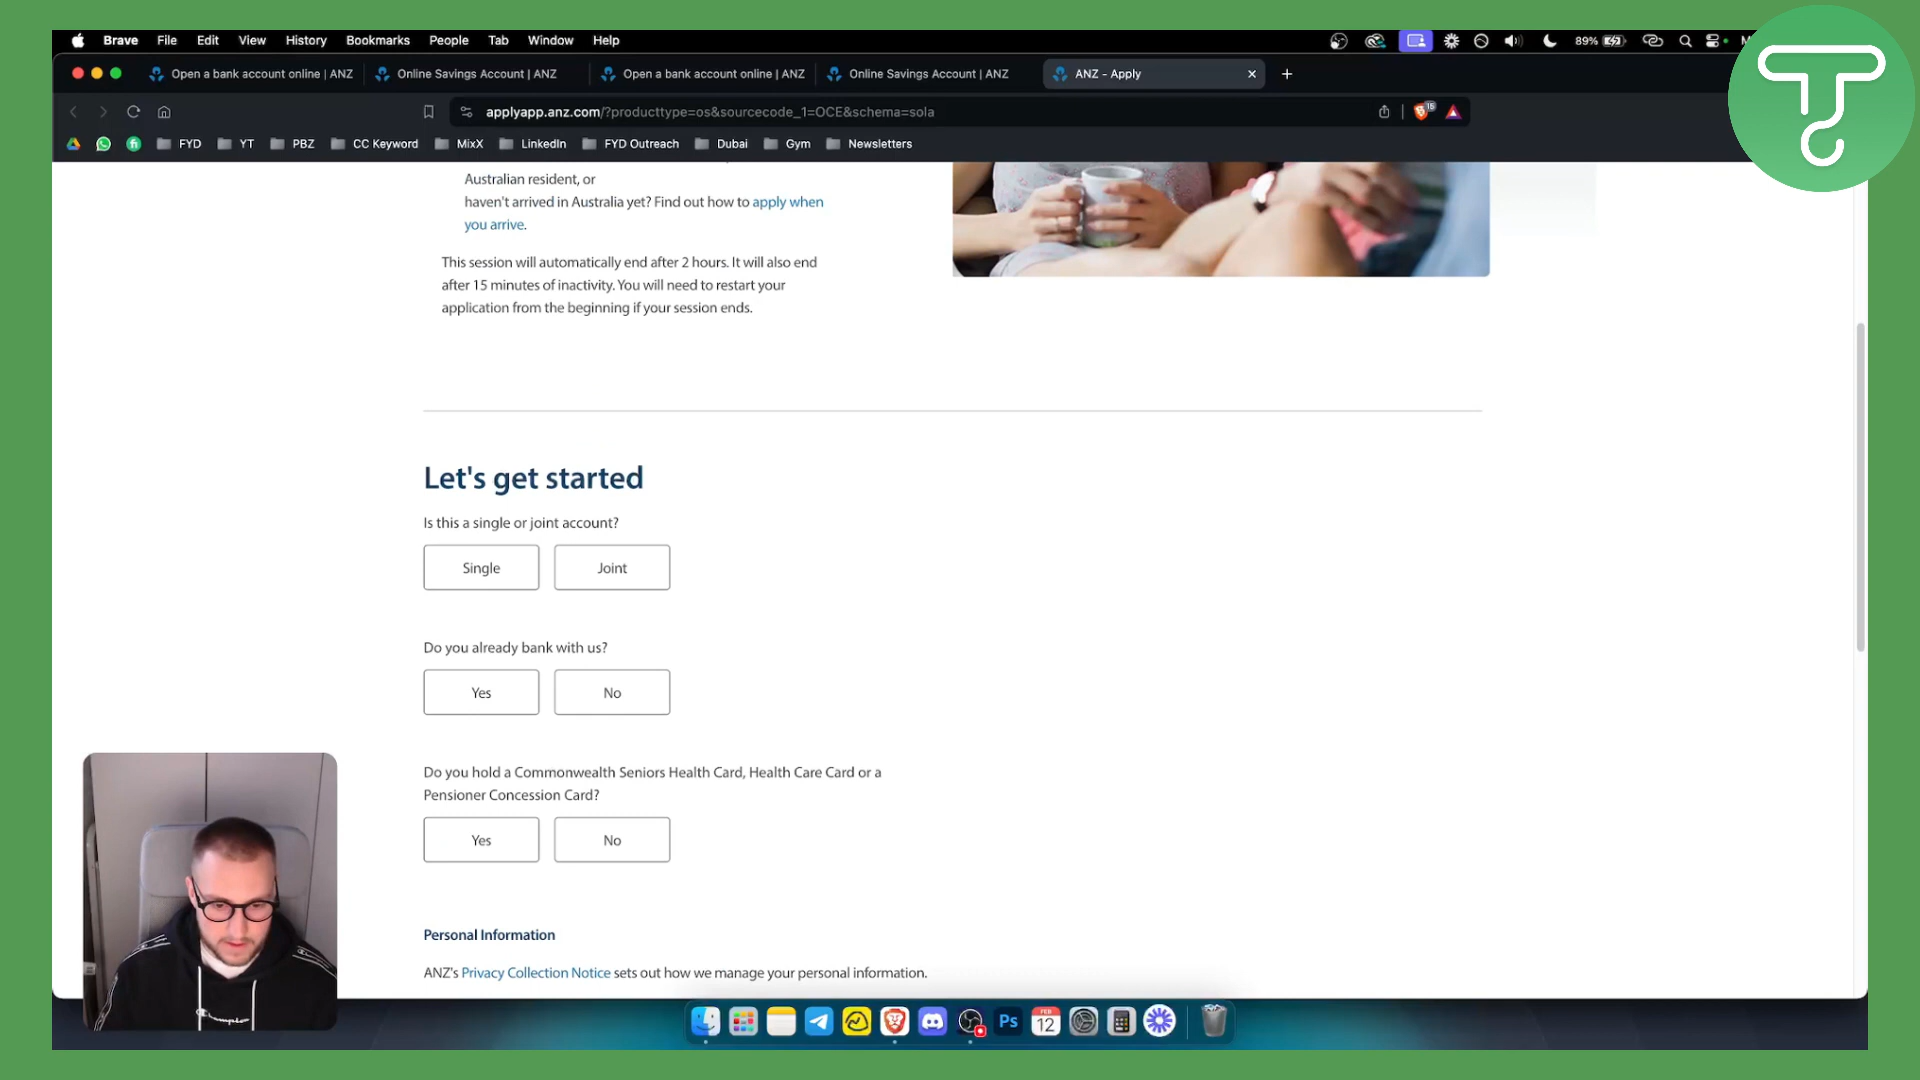 Brave File Edit View History Bookmarks People Tab Window Help 89%
Open a bank account online | ANZ Online Savings Account | ANZ Open a bank account online | ANZ Online Savings Account | ANZ ANZ - Apply
applyapp.anz.com/?producttype=os&sourcecode_1=OCE&schema=sola 15
FYD YT PBZ CC Keyword MixX LinkedIn FYD Outreach Dubai Gym Newsletters
Australian resident, or
haven't arrived in Australia yet? Find out how to apply when
you arrive.
This session will automatically end after 2 hours. It will also end
after 15 minutes of inactivity. You will need to restart your
application from the beginning if your session ends.
Let's get started
Is this a single or joint account?
Single Joint
Do you already bank with us?
Yes No
Do you hold a Commonwealth Seniors Health Card, Health Care Card or a
Pensioner Concession Card?
Yes No
Personal Information
ANZ's Privacy Collection Notice sets out how we manage your personal information.
Champion
Ps FEB 12